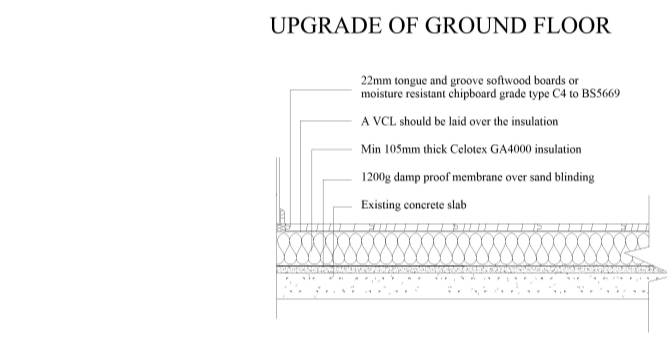 UPGRADE OF GROUND FLOOR
22mm tongue and groove softwood boards or
moisture resistant chipboard grade type C4 to BS5669
A VCL should be laid over the insulation
Min 105mm thick Celotex GA4000 insulation
1200g damp proof membrane over sand blinding
Existing concrete slab